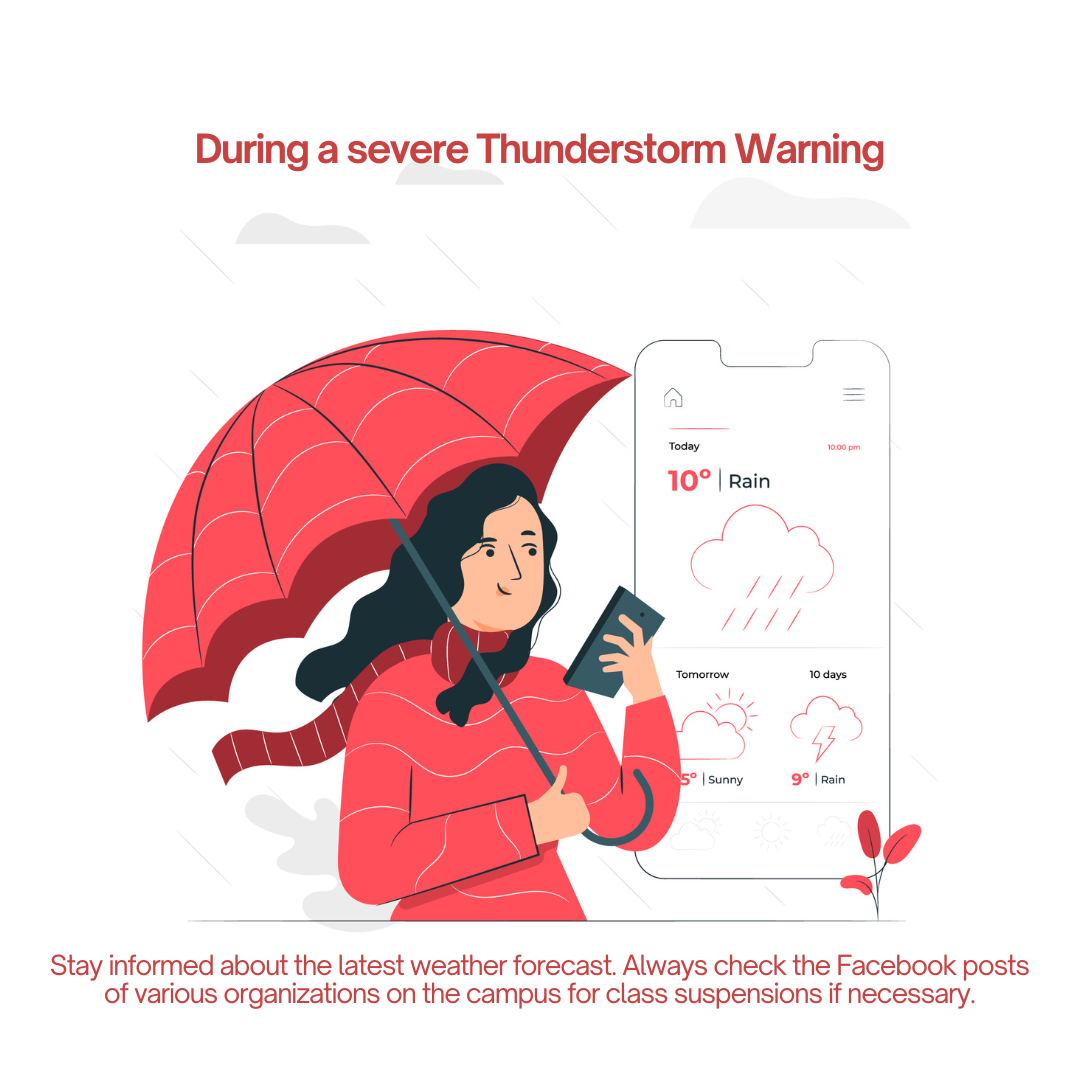 During a severe Thunderstorm Warning
Today
10:00 pm
10° | Rain
Tomorrow
10 days
5° | Sunny
9° | Rain
Stay informed about the latest weather forecast. Always check the Facebook posts
of various organizations on the campus for class suspensions if necessary.